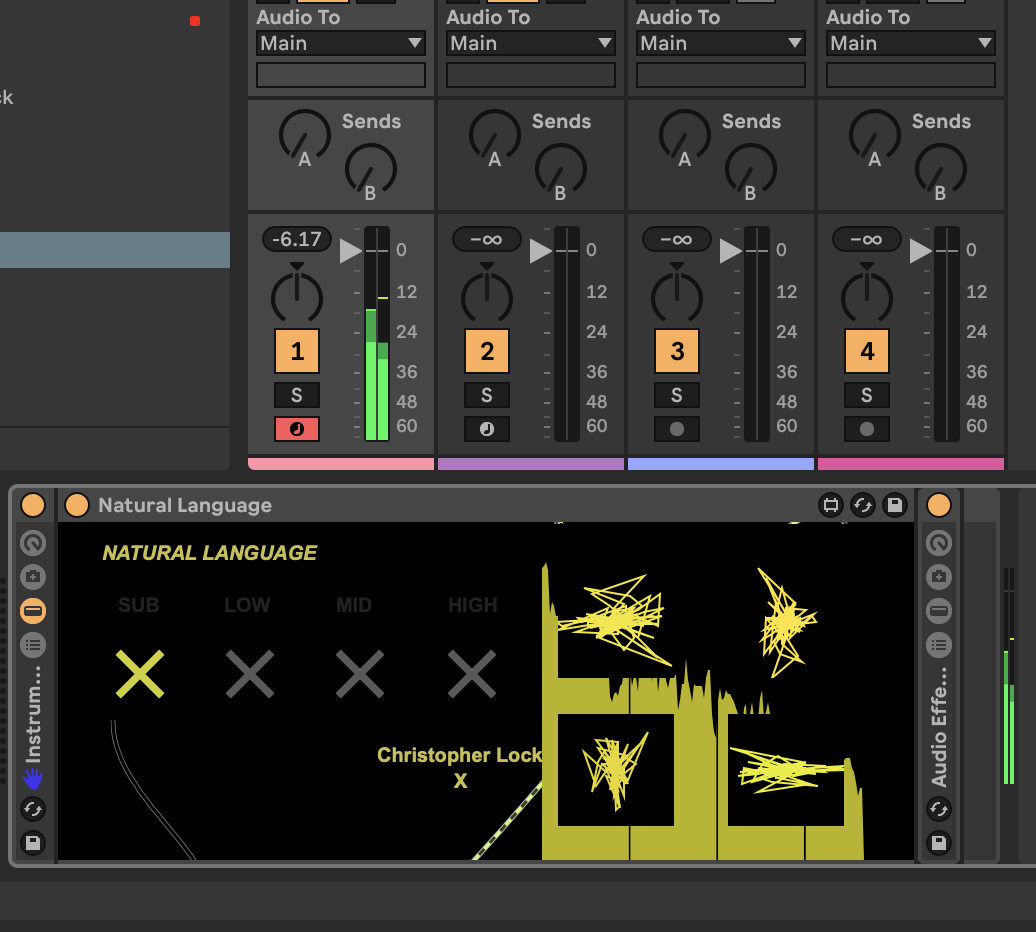 Audio To
Audio To
Audio To
Audio To
Main
Main
Main
Main
ck
Sends
Sends
Sends
Sends
A
A
A
A
B
B
B
B
-6.17
-∞
-∞
-∞
0
0
0
0
12
12
12
12
24
24
24
24
1
2
3
4
36
36
36
36
S
S
S
S
48
48
48
48
60
60
60
60
Natural Language
NATURAL LANGUAGE
SUB
LOW
MID
HIGH
Instrum...
Audio Effe...
Christopher Lock
X